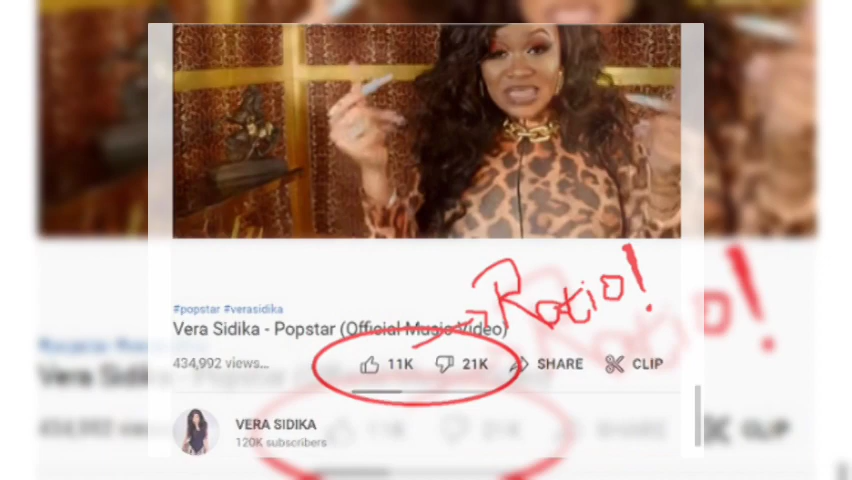 Ratio!
#popstar #verasidika
Vera Sidika - Popstar (Official Music Video)
434,992 views... 11K 21K SHARE CLIP
VERA SIDIKA
120K subscribers